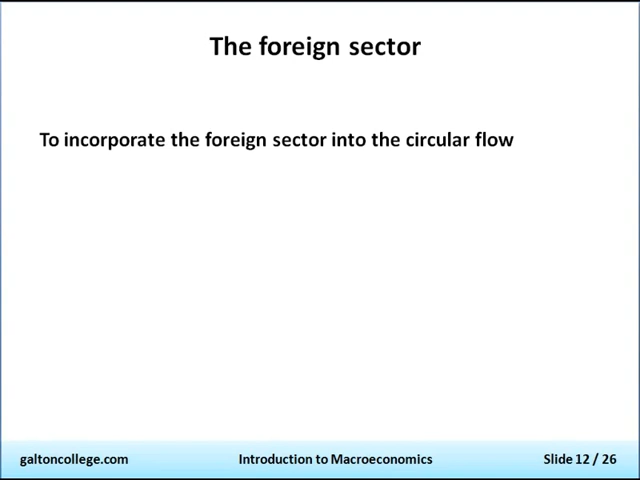 The foreign sector
To incorporate the foreign sector into the circular flow
galtoncollege.com Introduction to Macroeconomics Slide 12 / 26